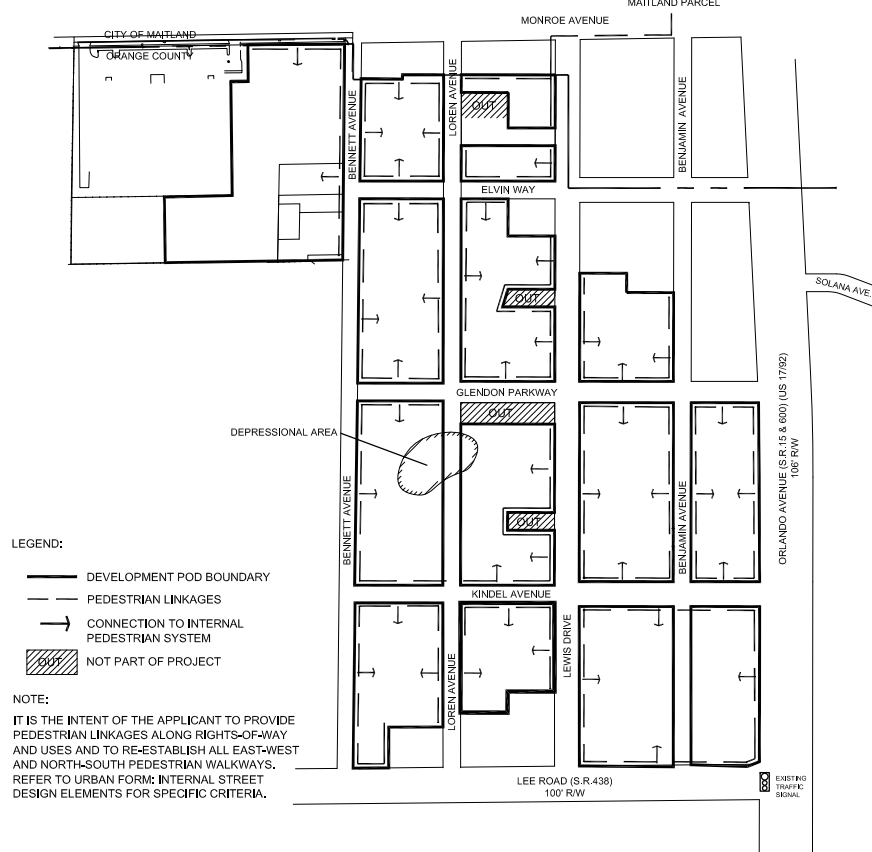 MAITLAND PARCEL
MONROE AVENUE
CITY OF MAITLAND
ORANGE COUNTY
BENNETT AVENUE
LOREN AVENUE
OUT
BENJAMIN AVENUE
ELVIN WAY
SOLANA AVE.
OUT
GLENDON PARKWAY
OUT
DEPRESSIONAL AREA
ORLANDO AVENUE (S.R.15 & 600) (US 17/92)
106' R/W
BENNETT AVENUE
BENJAMIN AVENUE
OUT
KINDEL AVENUE
LEWIS DRIVE
LOREN AVENUE
LEGEND:
DEVELOPMENT POD BOUNDARY
PEDESTRIAN LINKAGES
CONNECTION TO INTERNAL
PEDESTRIAN SYSTEM
OUT
NOT PART OF PROJECT
NOTE:
IT IS THE INTENT OF THE APPLICANT TO PROVIDE
PEDESTRIAN LINKAGES ALONG RIGHTS-OF-WAY
AND USES AND TO RE-ESTABLISH ALL EAST-WEST
AND NORTH-SOUTH PEDESTRIAN WALKWAYS.
REFER TO URBAN FORM: INTERNAL STREET
DESIGN ELEMENTS FOR SPECIFIC CRITERIA.
LEE ROAD (S.R.438)
100' R/W
EXISTING
TRAFFIC
SIGNAL